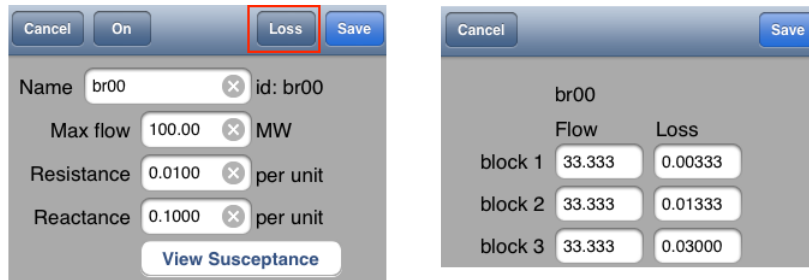 Cancel On Loss Save
Name br00 id: br00
Max flow 100.00 MW
Resistance 0.0100 per unit
Reactance 0.1000 per unit
View Susceptance
Cancel Save
br00
Flow Loss
block 1 33.333 0.00333
block 2 33.333 0.01333
block 3 33.333 0.03000